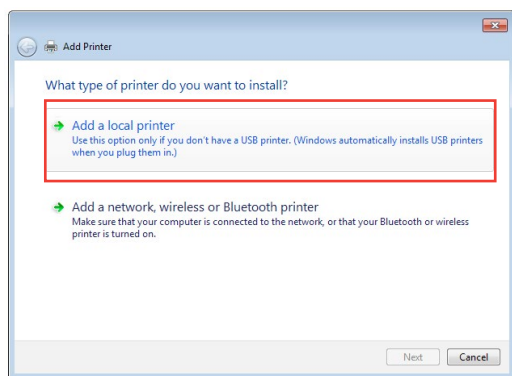 Add Printer
What type of printer do you want to install?
Add a local printer
Use this option only if you don't have a USB printer. (Windows automatically installs USB printers
when you plug them in.)
Add a network, wireless or Bluetooth printer
Make sure that your computer is connected to the network, or that your Bluetooth or wireless
printer is turned on.
Next
Cancel